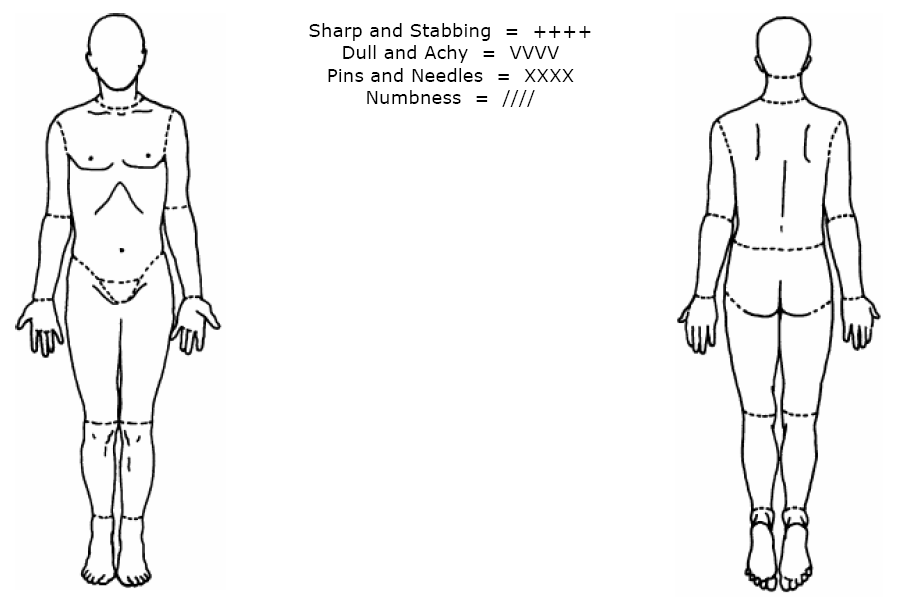 Sharp and Stabbing = ++++
Dull and Achy = VVVV
Pins and Needles = XXXX
Numbness = ////